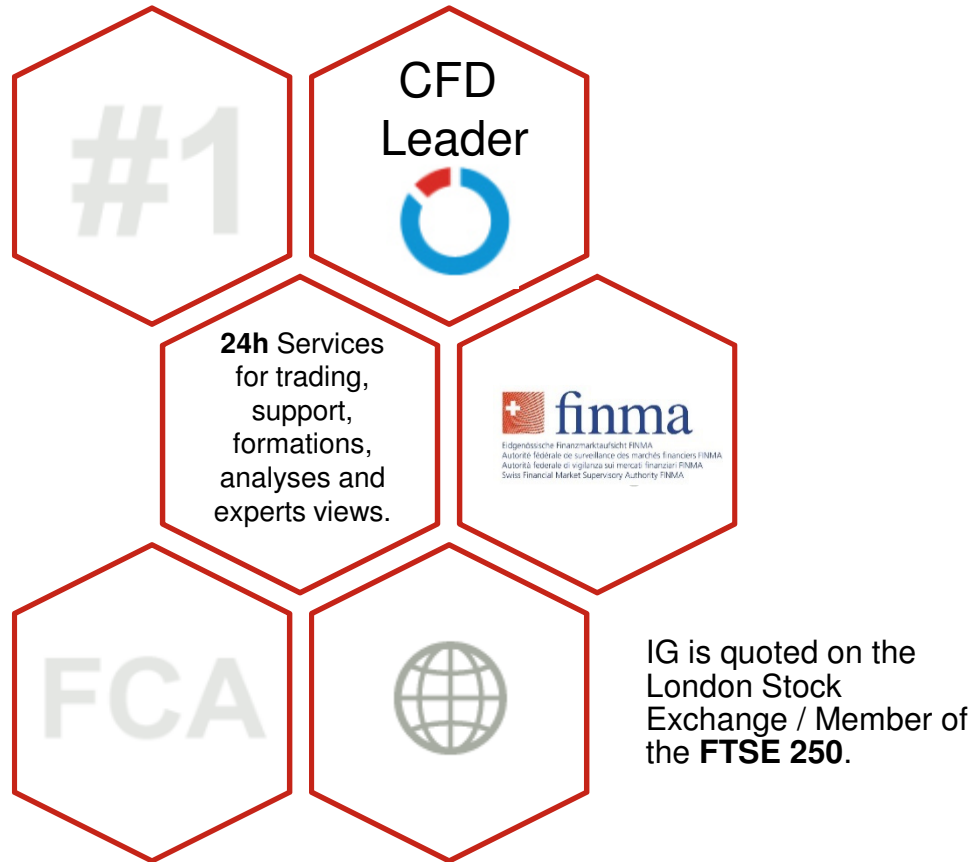 #1
CFD
Leader
24h Services
for trading,
support,
formations,
analyses and
experts views.
finma
Eidgenössische Finanzmarktaufsicht FINMA
Autorité fédérale de surveillance des marchés financiers FINMA
Autorità federale di vigilanza sui mercati finanziari FINMA
Swiss Financial Market Supervisory Authority FINMA
FCA
IG is quoted on the
London Stock
Exchange / Member of
the FTSE 250.